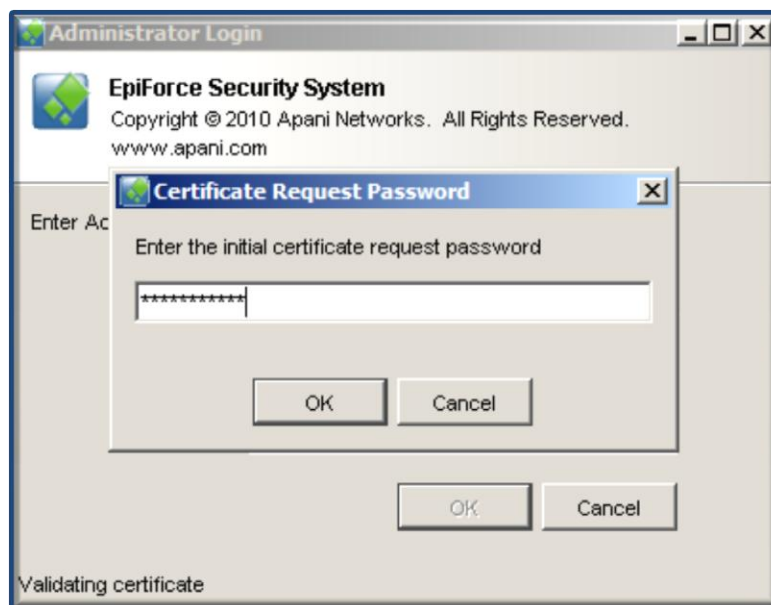 Administrator Login
EpiForce Security System
Copyright © 2010 Apani Networks. All Rights Reserved.
www.apani.com
Certificate Request Password
Enter Ac
Enter the initial certificate request password
***********
OK Cancel
OK Cancel
Validating certificate